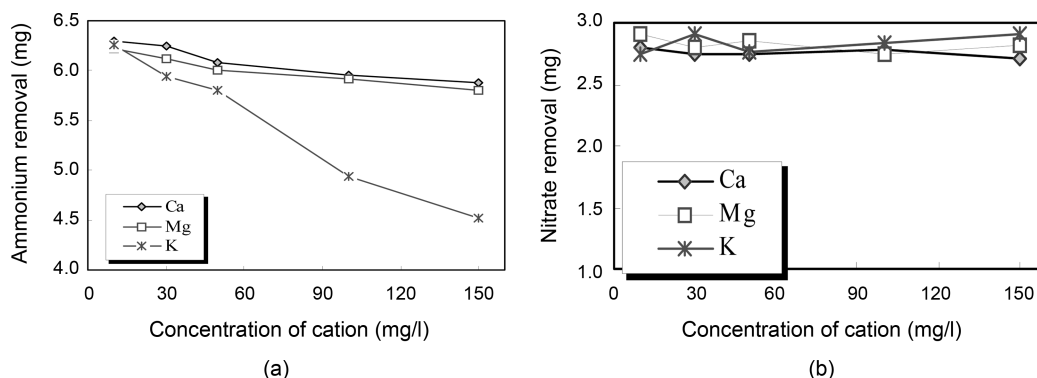 Ammonium removal (mg)
6.5
6.0
5.5
5.0
4.5
4.0
Ca
Mg
K
0 30 60 90 120 150
Concentration of cation (mg/l)
(a)
Nitrate removal (mg)
3.0
2.5
2.0
1.5
1.0
Ca
Mg
K
0 30 60 90 120 150
Concentration of cation (mg/l)
(b)